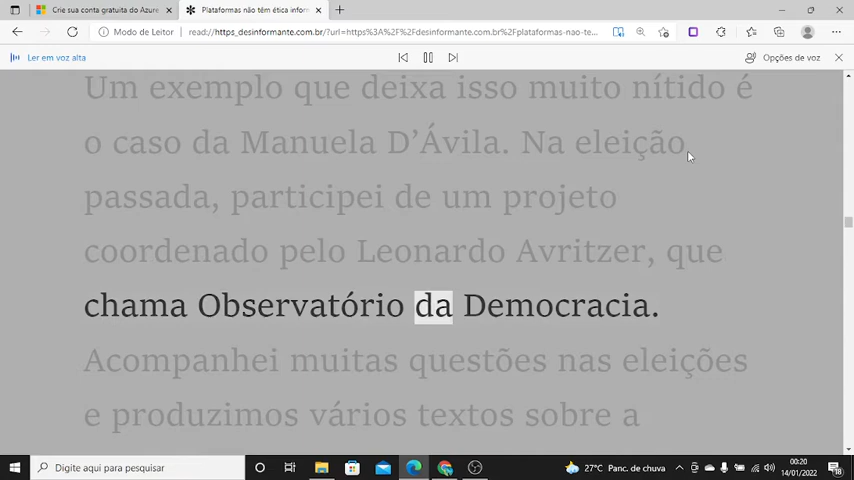 Crie sua conta gratuita do Azure
Plataformas não têm ética inform
Modo de Leitor
read://https_desinformante.com.br/?url=https%3A%2F%2Fdesinformante.com.br%2Fplataformas-nao-te...
Ler em voz alta
Opções de voz
Um exemplo que deixa isso muito nítido é
o caso da Manuela D’Ávila. Na eleição
passada, participei de um projeto
coordenado pelo Leonardo Avritzer, que
chama Observatório da Democracia.
Acompanhei muitas questões nas eleições
e produzimos vários textos sobre a
Digite aqui para pesquisar
27°C Panc. de chuva
00:20
14/01/2022
18